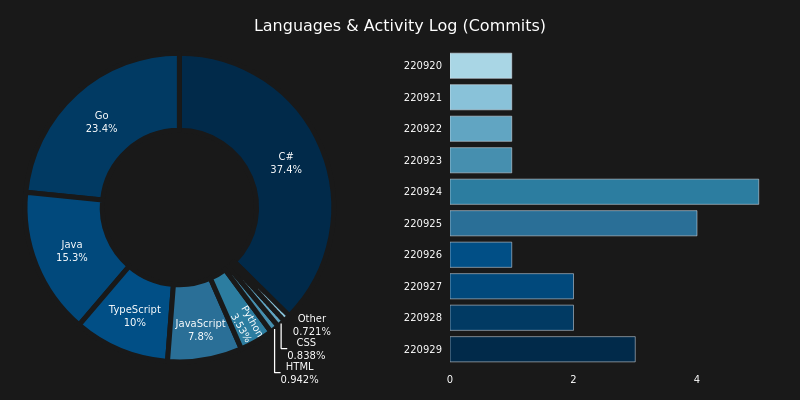 Languages & Activity Log (Commits)
C#
37.4%
Go
23.4%
Java
15.3%
TypeScript
10%
JavaScript
7.8%
Python
3.53%
Other
0.721%
CSS
0.838%
HTML
0.942%
220920
220921
220922
220923
220924
220925
220926
220927
220928
220929
0 2 4